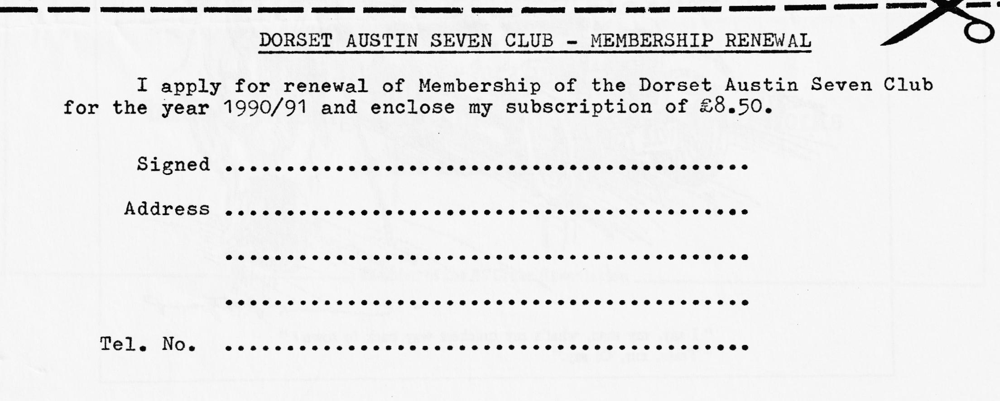 DORSET AUSTIN SEVEN CLUB - MEMBERSHIP RENEWAL
I apply for renewal of Membership of the Dorset Austin Seven Club
for the year 1990/91 and enclose my subscription of £8.50.
Signed ...........................................
Address ...........................................
...........................................
...........................................
Tel. No. ...........................................